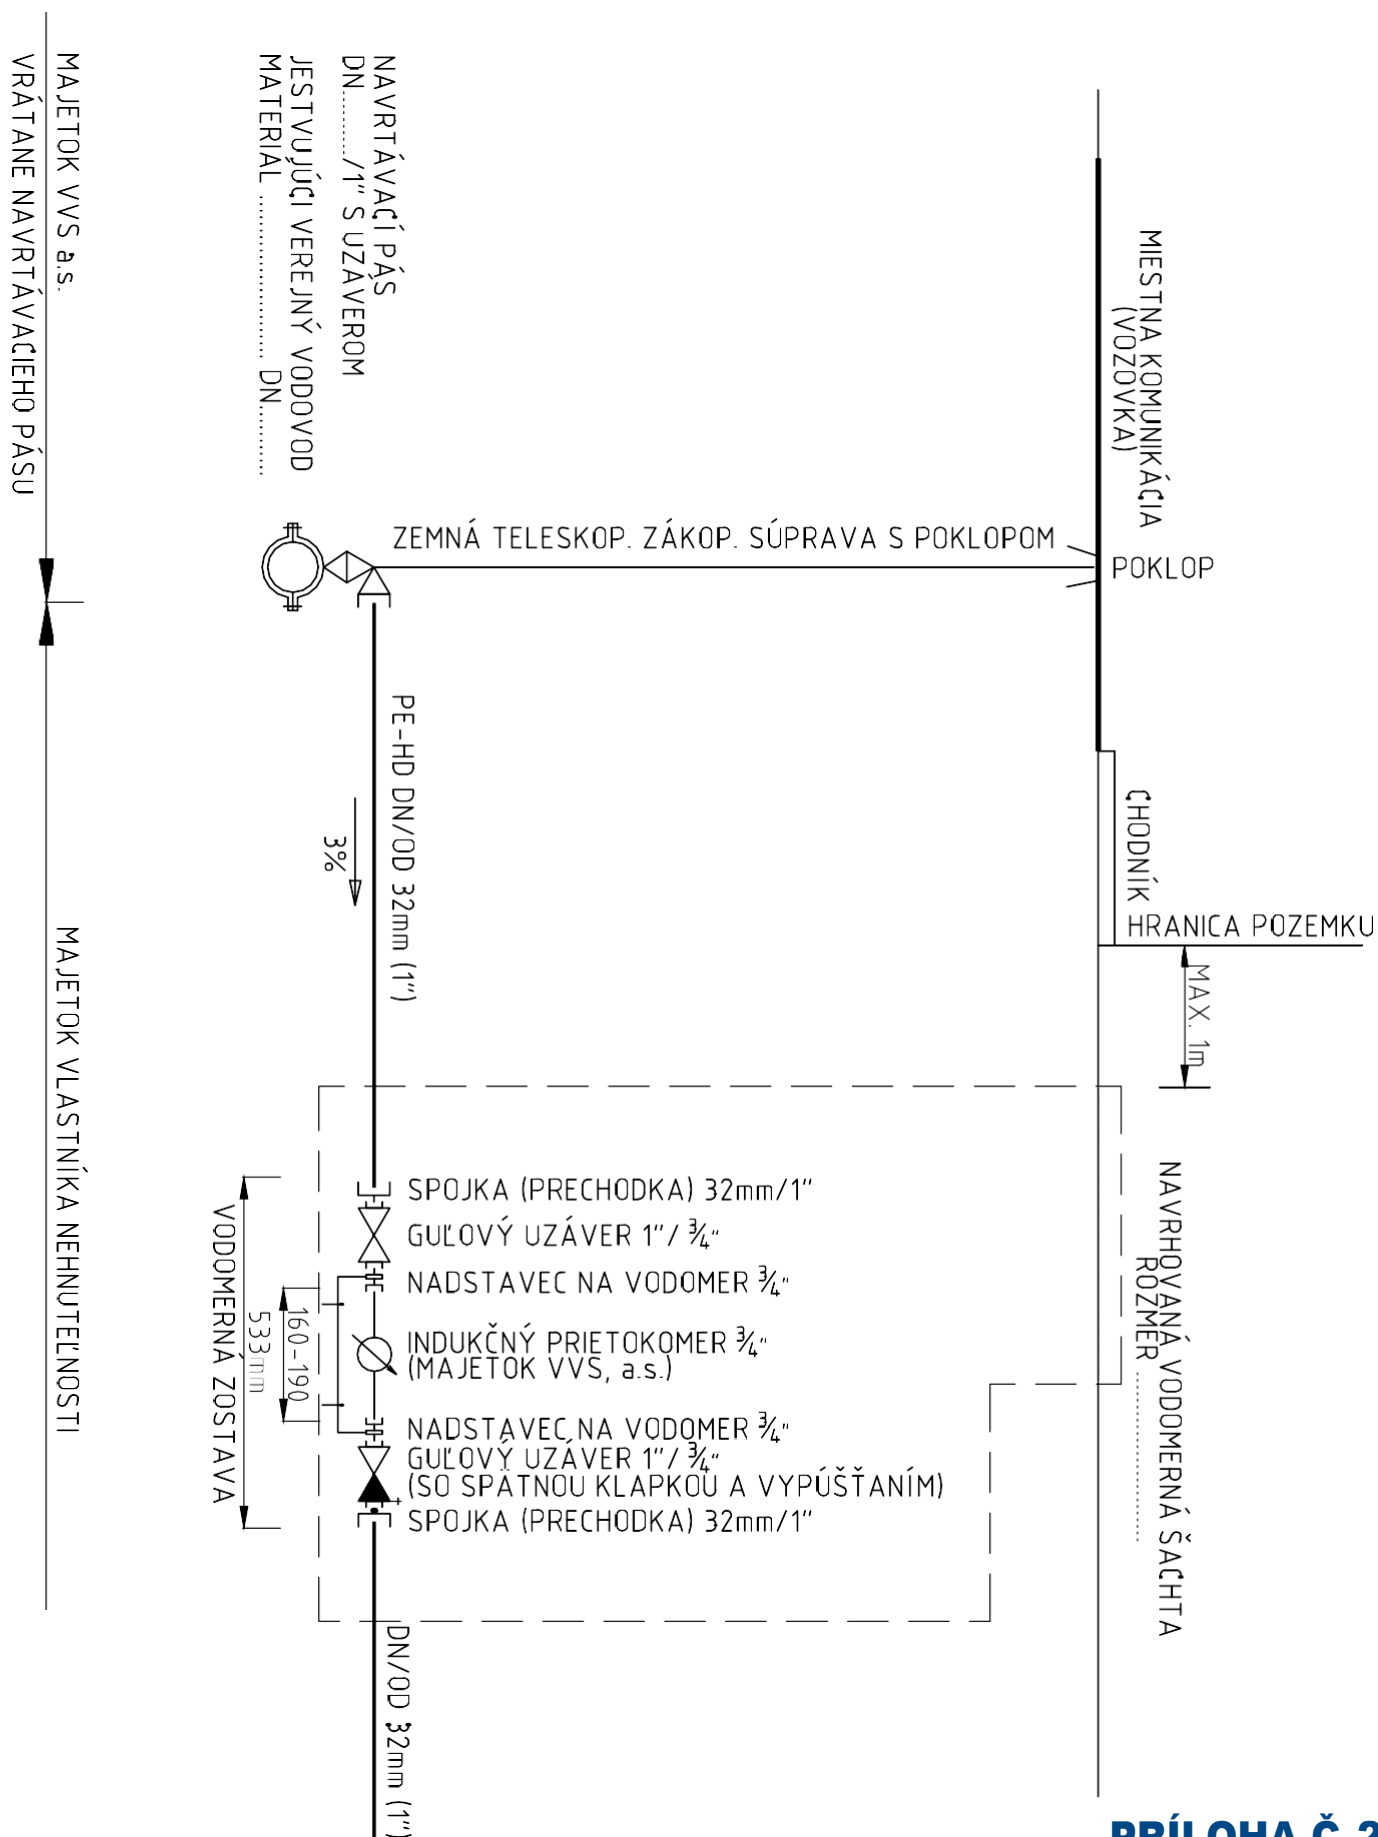 MIESTNA KOMUNIKÁCIA
(VOZOVKA)
CHODNÍK
HRANICA POZEMKU
MAX. 1m
NAVRHOVANÁ VODOMERNÁ ŠACHTA
ROZMER ..............................
POKLOP
ZEMNÁ TELESKOP. ZÁKOP. SÚPRAVA S POKLOPOM
NAVRTÁVACÍ PÁS
DN........../1" S UZÁVEROM
JESTVUJÚCI VEREJNÝ VODOVOD
MATERIAL ......................... DN.............
PE-HD DN/OD 32mm (1")
3%
SPOJKA (PRECHODKA) 32mm/1"
GUĽOVÝ UZÁVER 1"/ ¾"
NADSTAVEC NA VODOMER ¾"
INDUKČNÝ PRIETOKOMER ¾"
(MAJETOK VVS, a.s.)
NADSTAVEC NA VODOMER ¾"
GUĽOVÝ UZÁVER 1"/ ¾"
(SO SPÄTNOU KLAPKOU A VYPÚŠŤANÍM)
SPOJKA (PRECHODKA) 32mm/1"
160-190
533mm
VODOMERNÁ ZOSTAVA
DN/OD 32mm (1")
MAJETOK VVS a.s.
VRÁTANE NAVRTÁVACIEHO PÁSU
MAJETOK VLASTNÍKA NEHNUTEĽNOSTI
PRÍLOHA Č.2